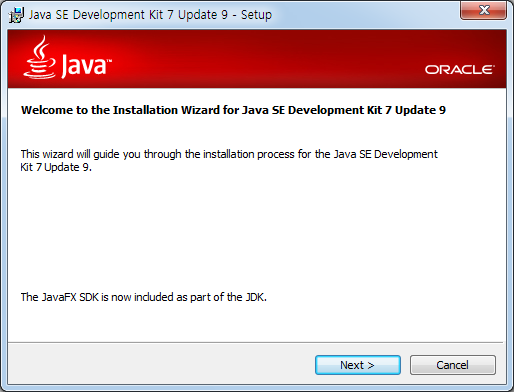 Java SE Development Kit 7 Update 9 - Setup
Java™
ORACLE®
Welcome to the Installation Wizard for Java SE Development Kit 7 Update 9
This wizard will guide you through the installation process for the Java SE Development
Kit 7 Update 9.
The JavaFX SDK is now included as part of the JDK.
Next >
Cancel